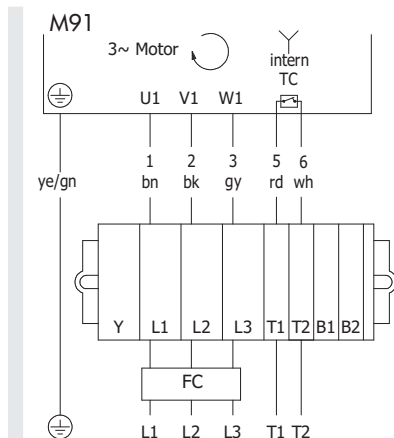 M91
3~ Motor
intern
TC
U1 V1 W1
1 2 3 5 6
ye/gn bn bk gy rd wh
Y L1 L2 L3 T1 T2 B1 B2
FC
L1 L2 L3 T1 T2